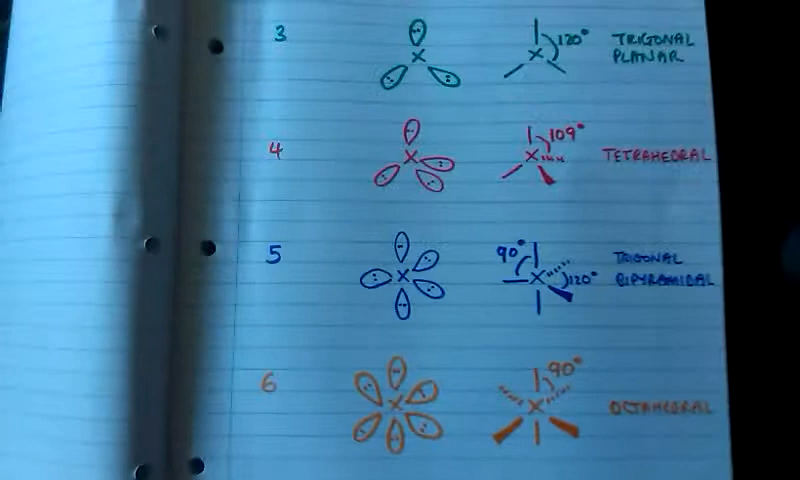 3 X X 120° TRIGONAL
PLANAR
4 X X 109° TETRAHEDRAL
5 X 90° X 120° TRIGONAL
BIPYRAMIDAL
6 X X 90° OCTAHEDRAL